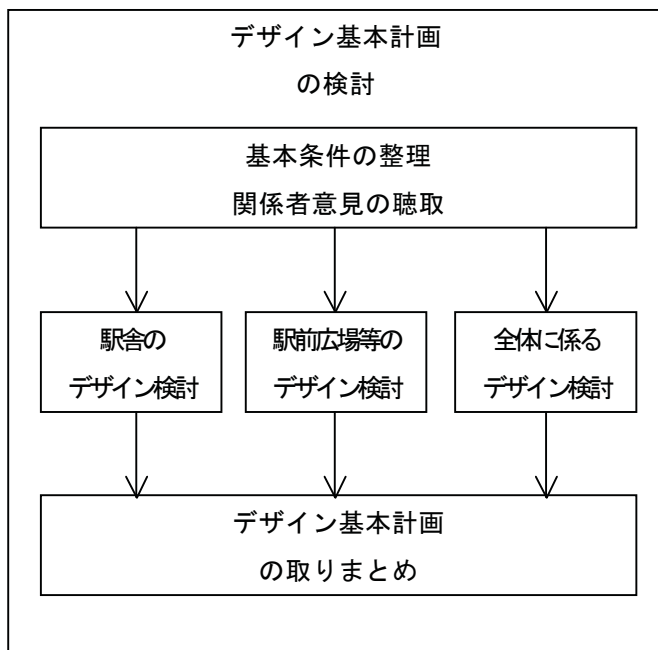 デザイン基本計画
の検討
基本条件の整理
関係者意見の聴取
駅舎の
デザイン検討
駅前広場等の
デザイン検討
全体に係る
デザイン検討
デザイン基本計画
の取りまとめ